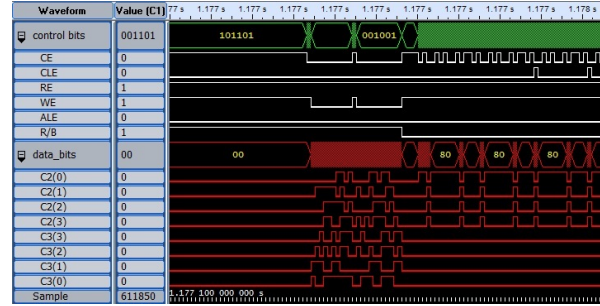 Waveform Value (C1) 77 s 1.177 s 1.177 s 1.177 s 1.177 s 1.177 s 1.177 s 1.177 s 1.177 s 1.177 s 1.178 s
control bits 001101 101101 001001
CE 0
CLE 0
RE 1
WE 1
ALE 0
R/B 1
data_bits 00 00 80 80 80
C2(0) 0
C2(1) 0
C2(2) 0
C2(3) 0
C3(3) 0
C3(2) 0
C3(1) 0
C3(0) 0
Sample 611850 1.177 100 000 000 s